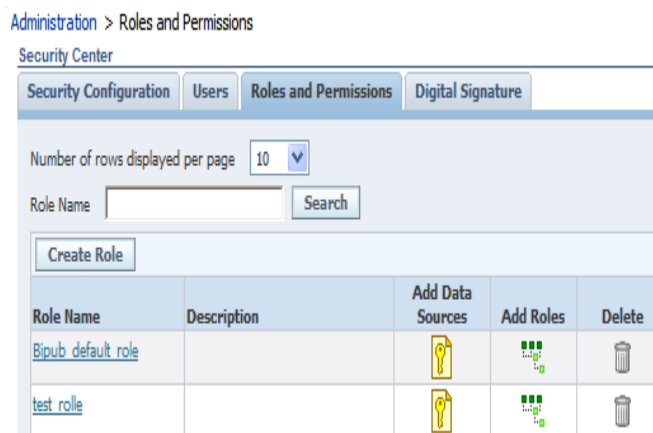 Administration > Roles and Permissions
Security Center
Security Configuration Users Roles and Permissions Digital Signature
Number of rows displayed per page 10
Role Name Search
Create Role
Role Name Description Add Data Sources Add Roles Delete
Bipub_default_role
test_rolle